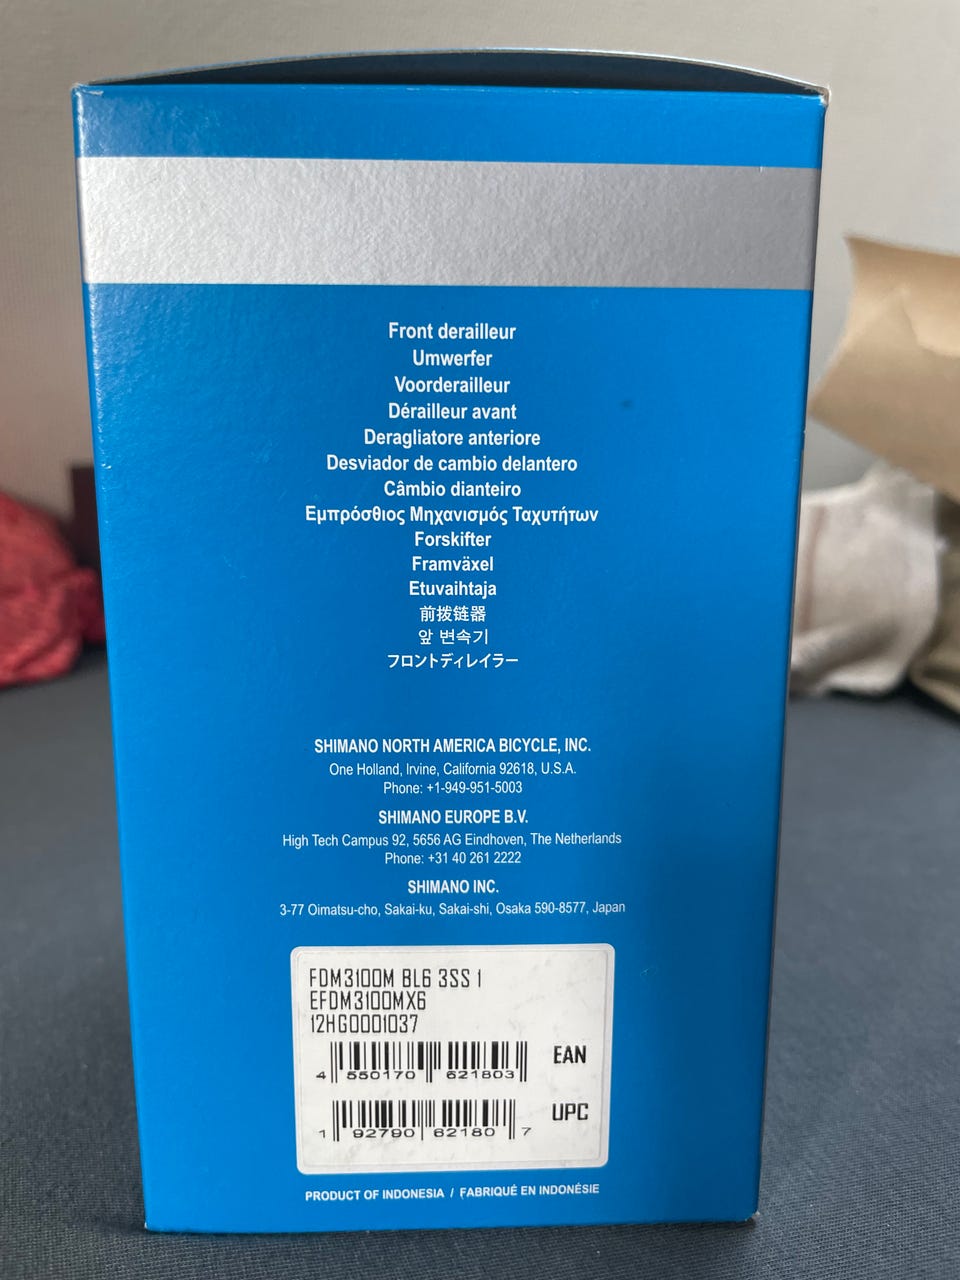 Front derailleur
Umwerfer
Voorderailleur
Dérailleur avant
Deragliatore anteriore
Desviador de cambio delantero
Câmbio dianteiro
Εμπρόσθιος Μηχανισμός Ταχυτήτων
Forskifter
Framväxel
Etuvaihtaja
前拨链器
앞 변속기
フロントディレイラー
SHIMANO NORTH AMERICA BICYCLE, INC.
One Holland, Irvine, California 92618, U.S.A.
Phone: +1-949-951-5003
SHIMANO EUROPE B.V.
High Tech Campus 92, 5656 AG Eindhoven, The Netherlands
Phone: +31 40 261 2222
SHIMANO INC.
3-77 Oimatsu-cho, Sakai-ku, Sakai-shi, Osaka 590-8577, Japan
FDM3100M BL6 3SS 1
EFDM3100MX6
12HG0001037
EAN
4 550170 621803
UPC
1 92790 62180 7
PRODUCT OF INDONESIA / FABRIQUÉ EN INDONÉSIE